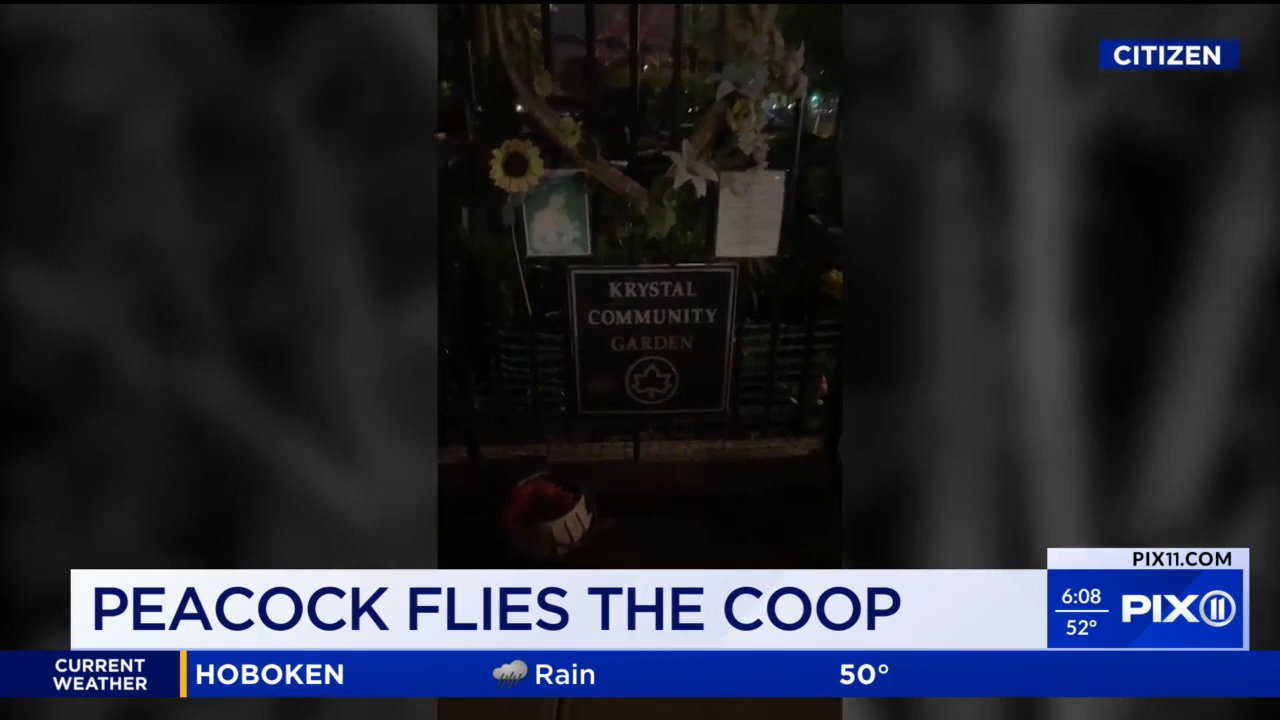 CITIZEN
KRYSTAL
COMMUNITY
GARDEN
PIX11.COM
PEACOCK FLIES THE COOP
6:08
52°
PIX11
CURRENT
WEATHER
HOBOKEN
Rain
50°